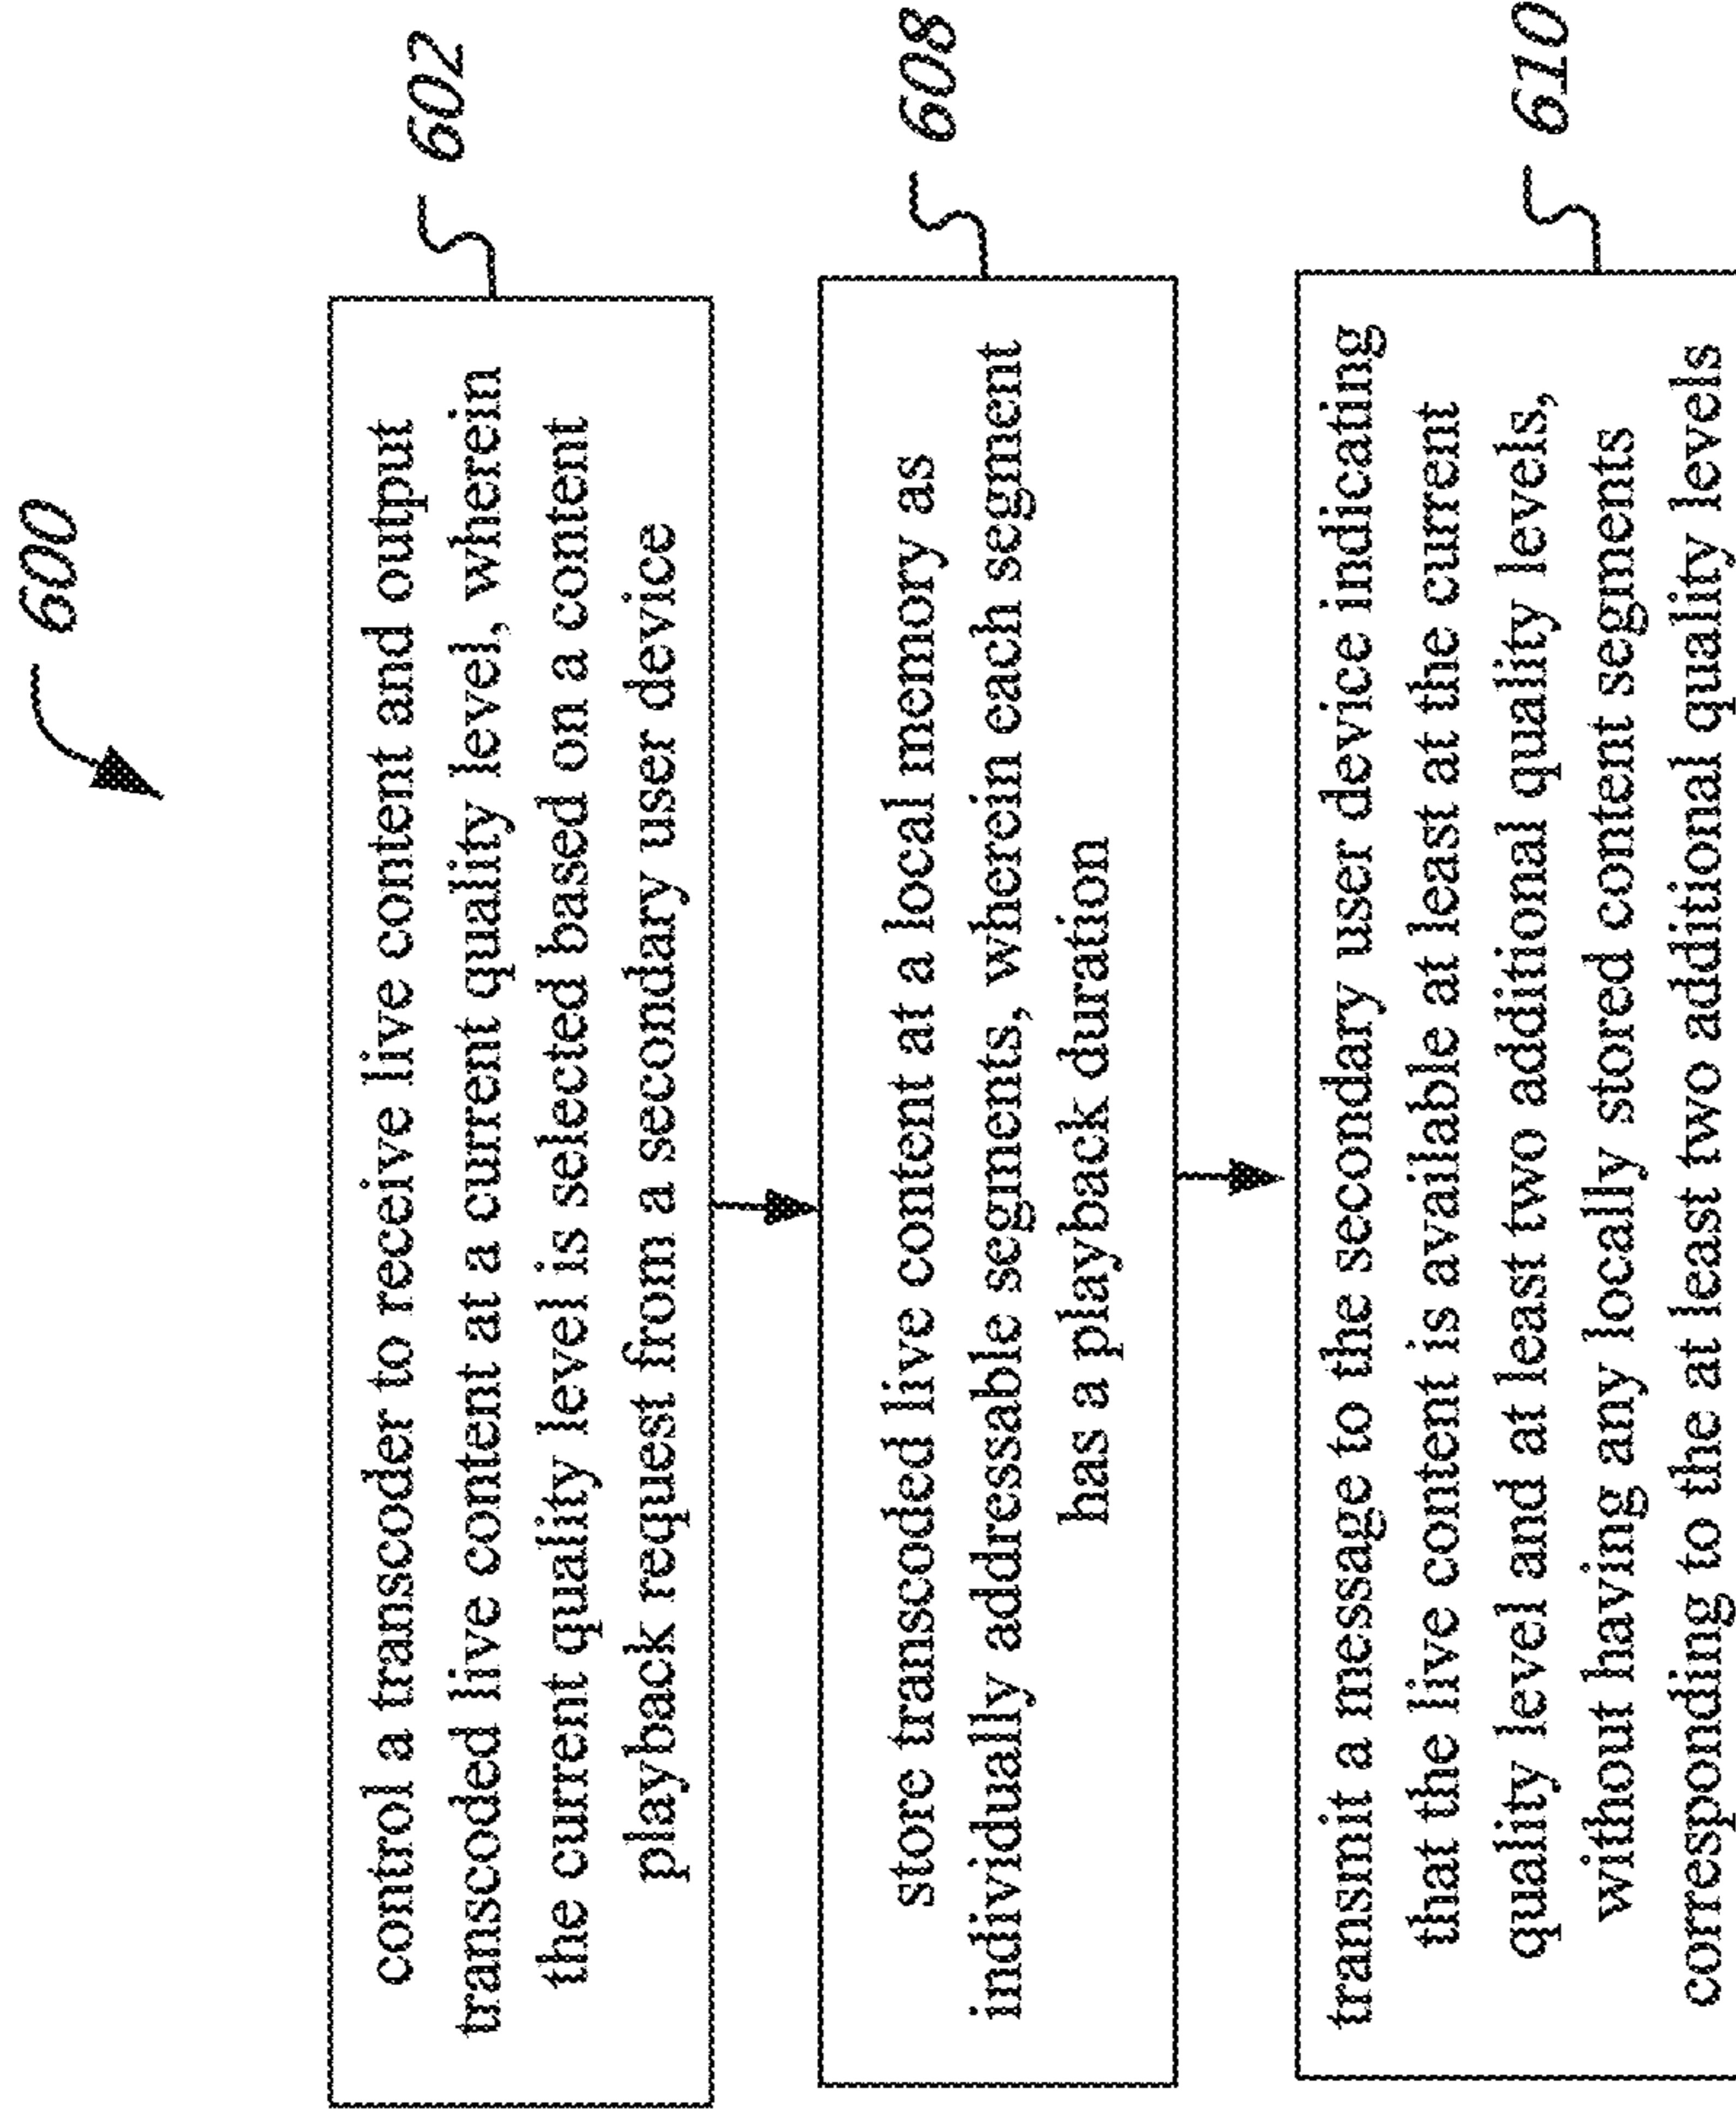 600
control a transcoder to receive live content and output
transcoded live content at a current quality level, wherein
the current quality level is selected based on a content
playback request from a secondary user device
602
store transcoded live content at a local memory as
individually addressable segments, wherein each segment
has a playback duration
608
transmit a message to the secondary user device indicating
that the live content is available at least at the current
quality level and at least two additional quality levels,
without having any locally stored content segments
corresponding to the at least two additional quality levels
610